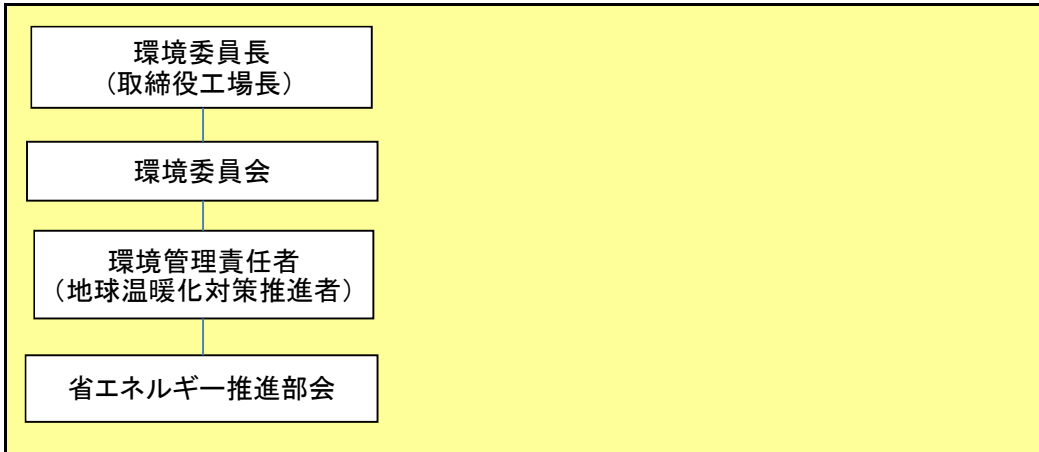 環境委員長
（取締役工場長）
環境委員会
環境管理責任者
（地球温暖化対策推進者）
省エネルギー推進部会